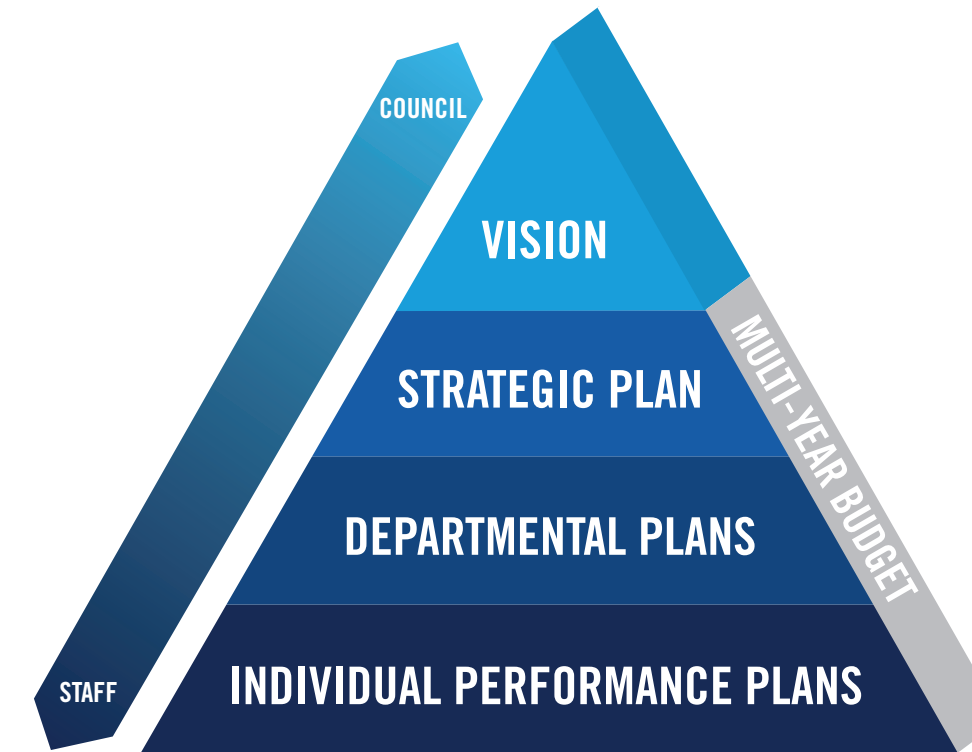 COUNCIL
VISION
STRATEGIC PLAN
MULTI-YEAR BUDGET
DEPARTMENTAL PLANS
INDIVIDUAL PERFORMANCE PLANS
STAFF